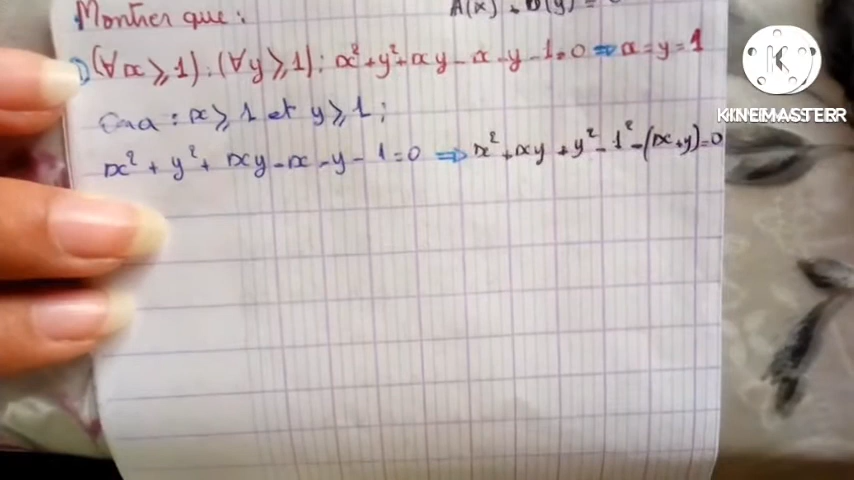 Montrer que :
A(x) .
1) (∀x ≥ 1) ; (∀y ≥ 1) : x² + y² + xy - x - y - 1 = 0 ⇒ x = y = 1
K
KINEMASTER
On a : x ≥ 1 et y ≥ 1 ;
x² + y² + xy - x - y - 1 = 0 ⇒ x² + xy + y² - 1² - (x + y) = 0